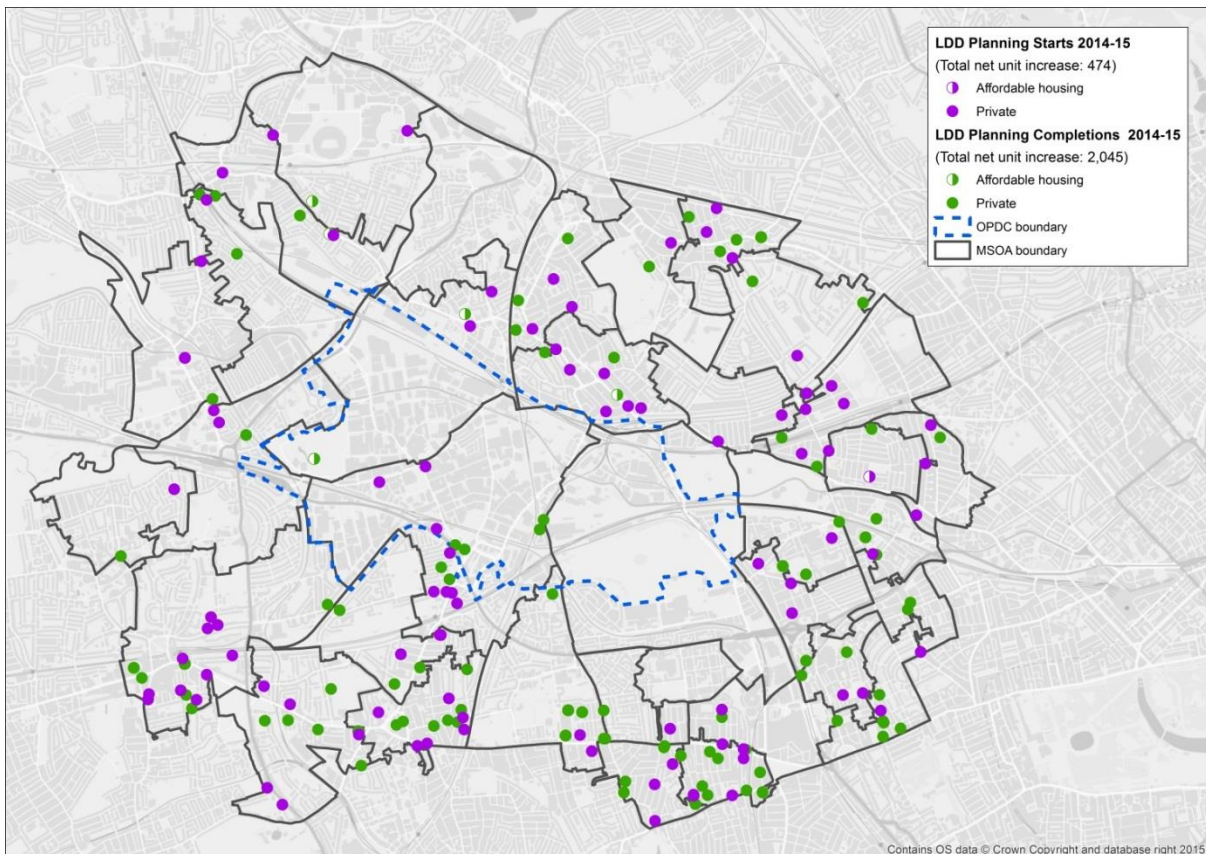 LDD Planning Starts 2014-15
(Total net unit increase: 474)
Affordable housing
Private
LDD Planning Completions 2014-15
(Total net unit increase: 2,045)
Affordable housing
Private
OPDC boundary
MSOA boundary
Contains OS data © Crown Copyright and database right 2015